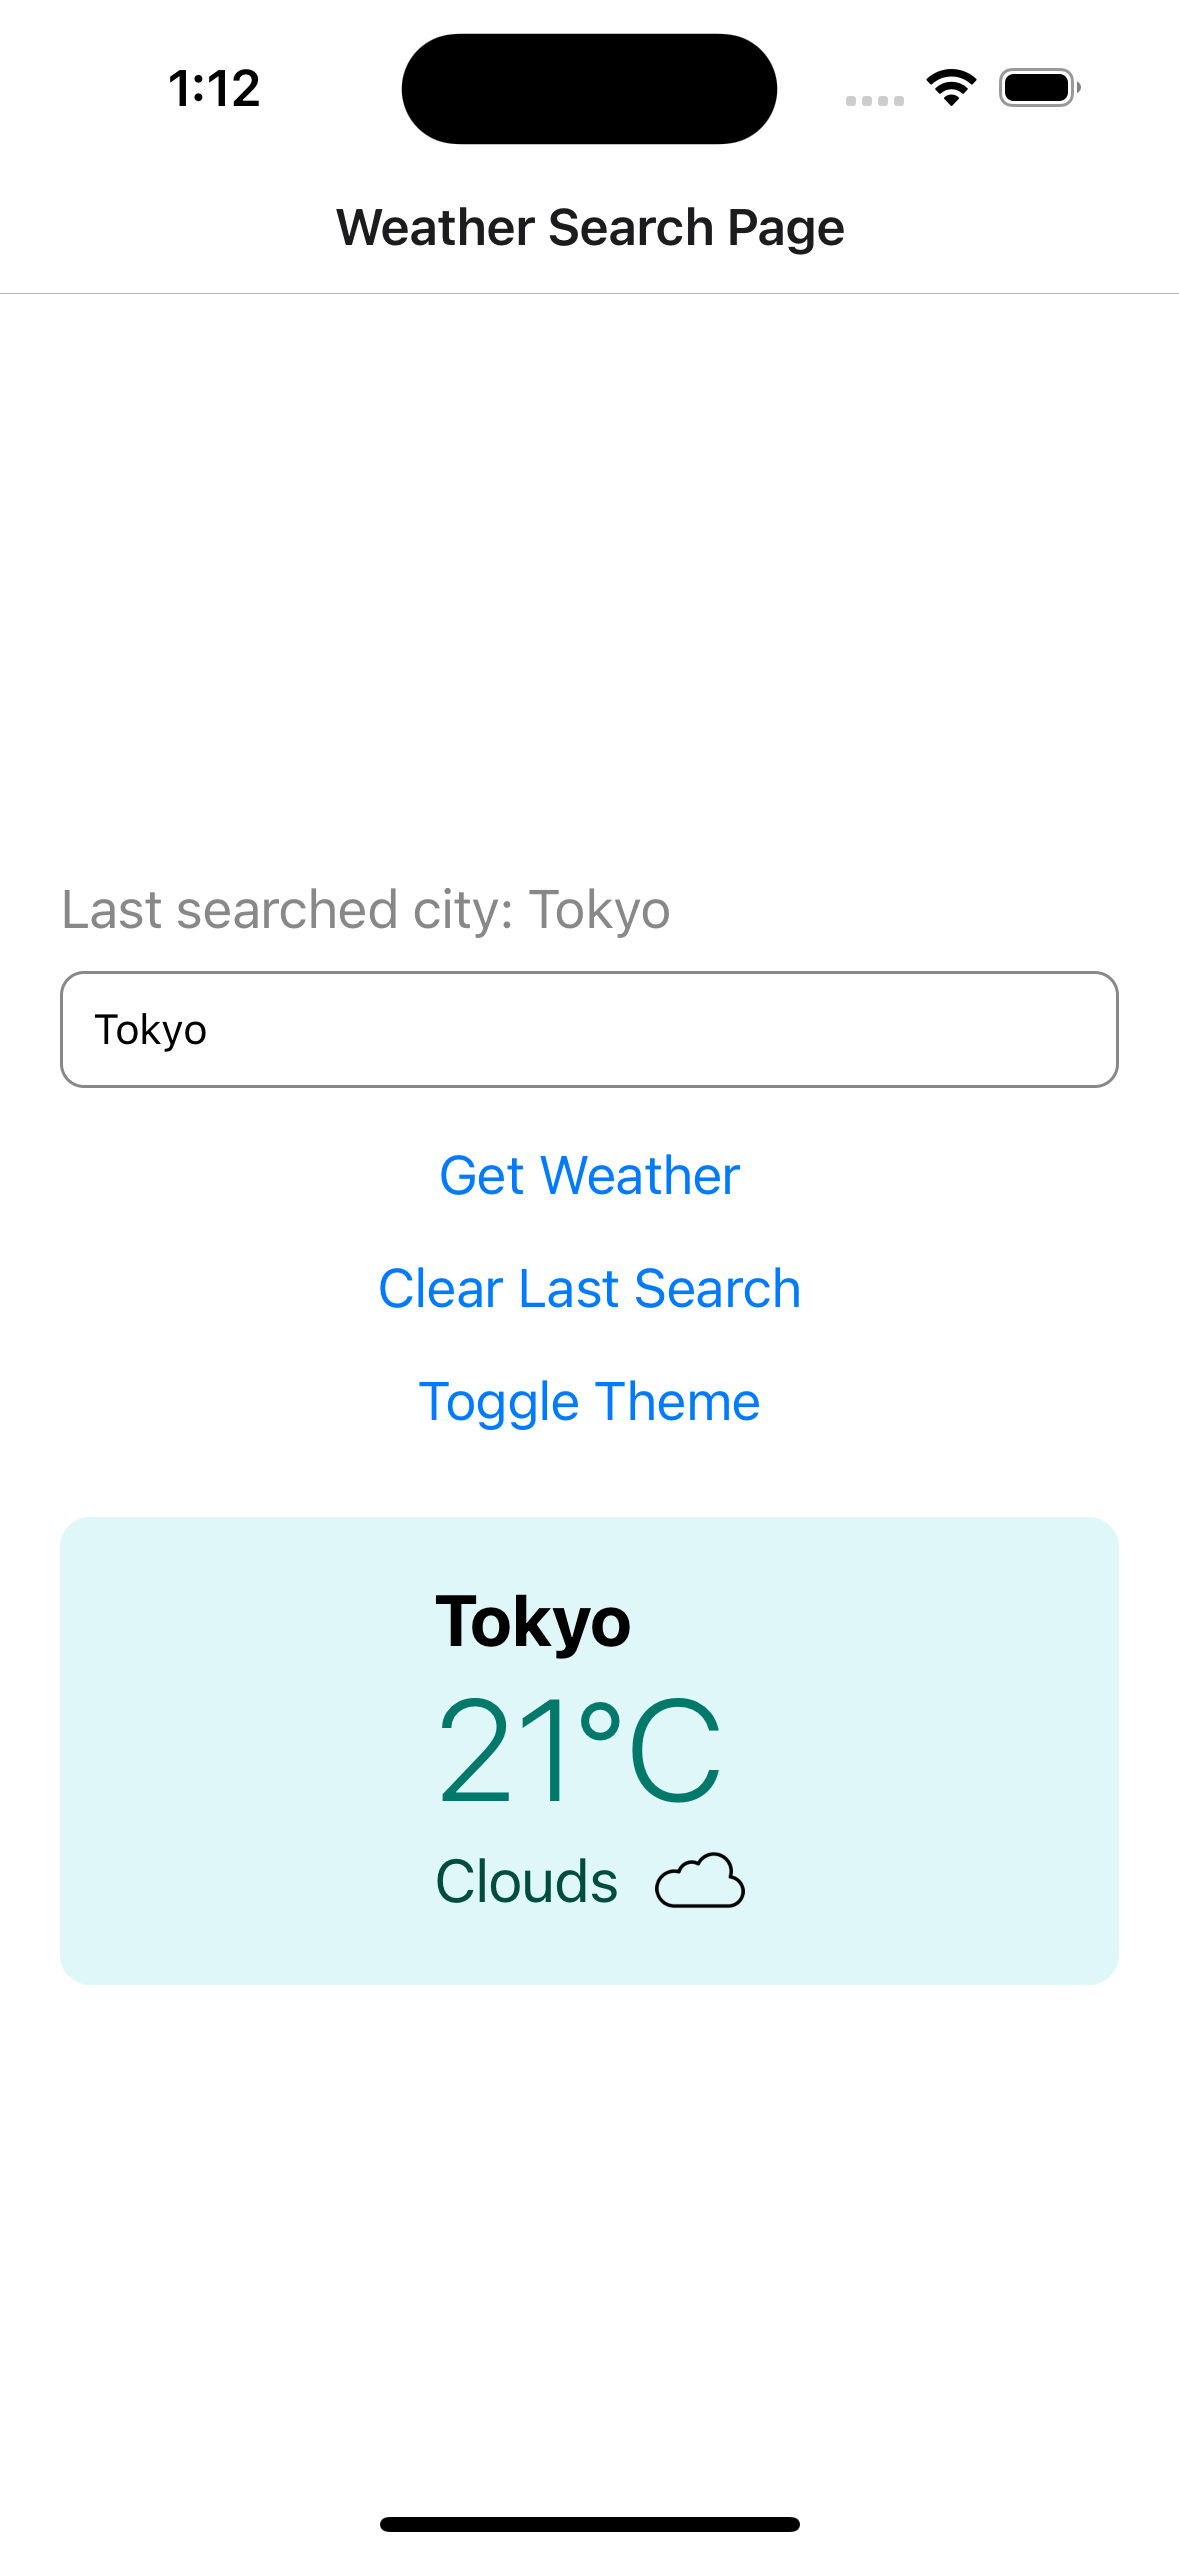 1:12
Weather Search Page
Last searched city: Tokyo
Tokyo
Get Weather
Clear Last Search
Toggle Theme
Tokyo
21°C
Clouds